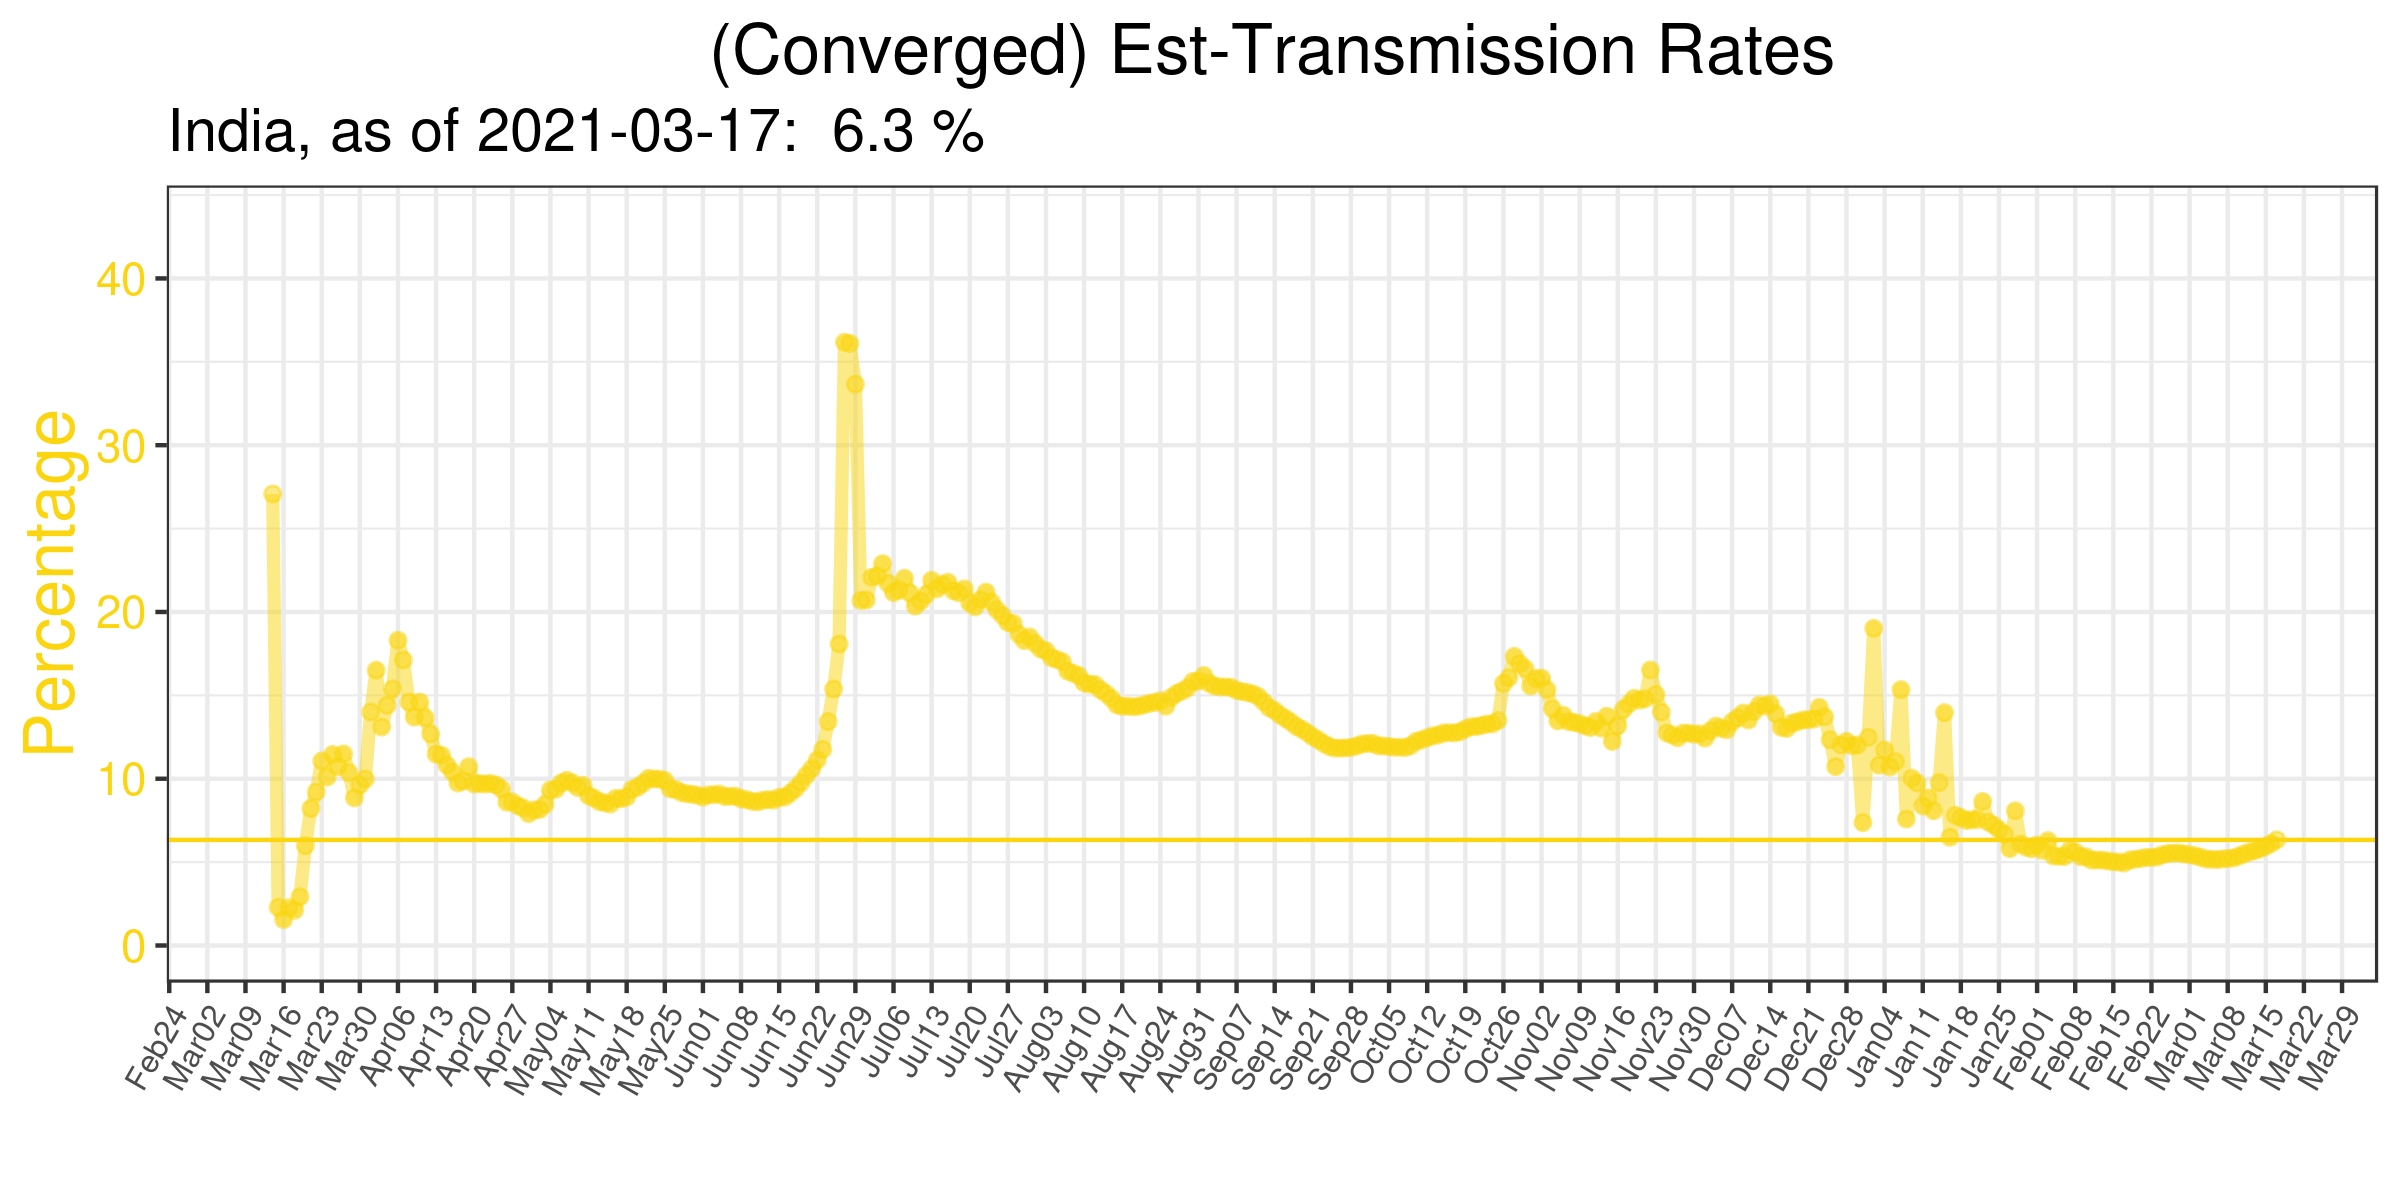 (Converged) Est-Transmission Rates
India, as of 2021-03-17:  6.3 %
Percentage
40
30
20
10
0
Feb24
Mar02
Mar09
Mar16
Mar23
Mar30
Apr06
Apr13
Apr20
Apr27
May04
May11
May18
May25
Jun01
Jun08
Jun15
Jun22
Jun29
Jul06
Jul13
Jul20
Jul27
Aug03
Aug10
Aug17
Aug24
Aug31
Sep07
Sep14
Sep21
Sep28
Oct05
Oct12
Oct19
Oct26
Nov02
Nov09
Nov16
Nov23
Nov30
Dec07
Dec14
Dec21
Dec28
Jan04
Jan11
Jan18
Jan25
Feb01
Feb08
Feb15
Feb22
Mar01
Mar08
Mar15
Mar22
Mar29